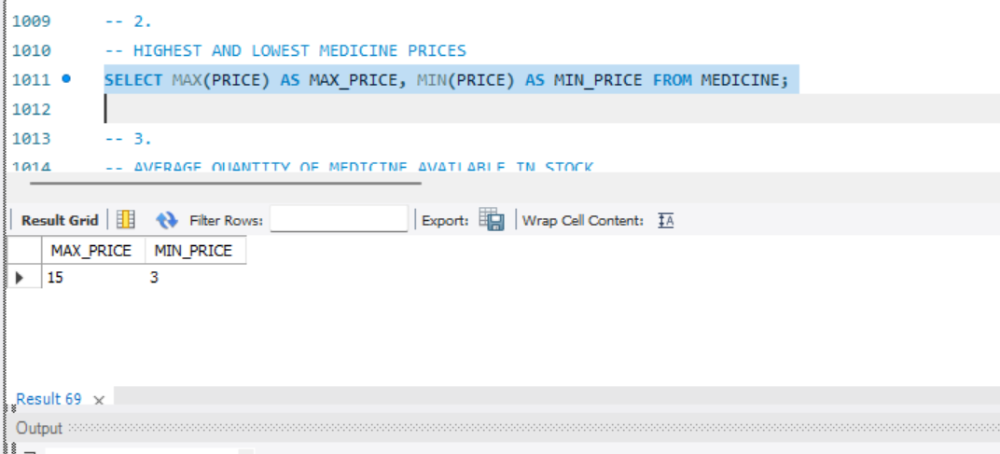 1009 -- 2.
1010 -- HIGHEST AND LOWEST MEDICINE PRICES
1011 SELECT MAX(PRICE) AS MAX_PRICE, MIN(PRICE) AS MIN_PRICE FROM MEDICINE;
1012
1013 -- 3.
1014 -- AVERAGE QUANTITY OF MEDICINE AVAILABLE IN STOCK
Result Grid Filter Rows: Export: Wrap Cell Content: IA
MAX_PRICE MIN_PRICE
15 3
Result 69 ×
Output